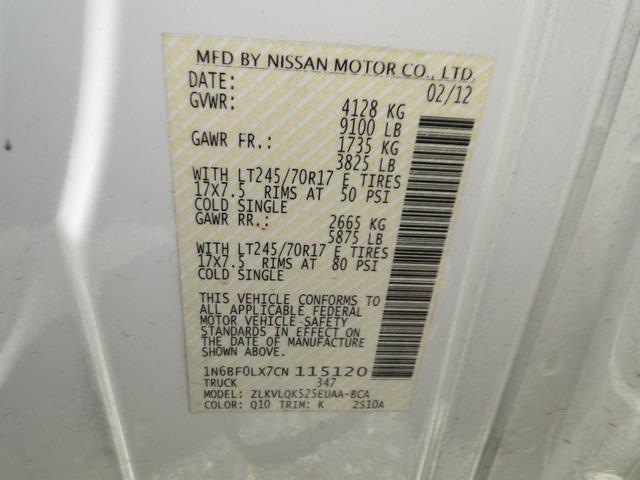 MFD BY NISSAN MOTOR CO., LTD.
DATE: 02/12
GVWR: 4128 KG
9100 LB
GAWR FR.: 1735 KG
3825 LB
WITH LT245/70R17 E TIRES
17X7.5 RIMS AT 50 PSI
COLD SINGLE
GAWR RR.: 2665 KG
5875 LB
WITH LT245/70R17 E TIRES
17X7.5 RIMS AT 80 PSI
COLD SINGLE
THIS VEHICLE CONFORMS TO
ALL APPLICABLE FEDERAL
MOTOR VEHICLE SAFETY
STANDARDS IN EFFECT ON
THE DATE OF MANUFACTURE
SHOWN ABOVE.
1N6BF0LX7CN 115120
TRUCK 347
MODEL: ZLKVLQK525EUAA-BCA
COLOR: Q10 TRIM: K 2S10A